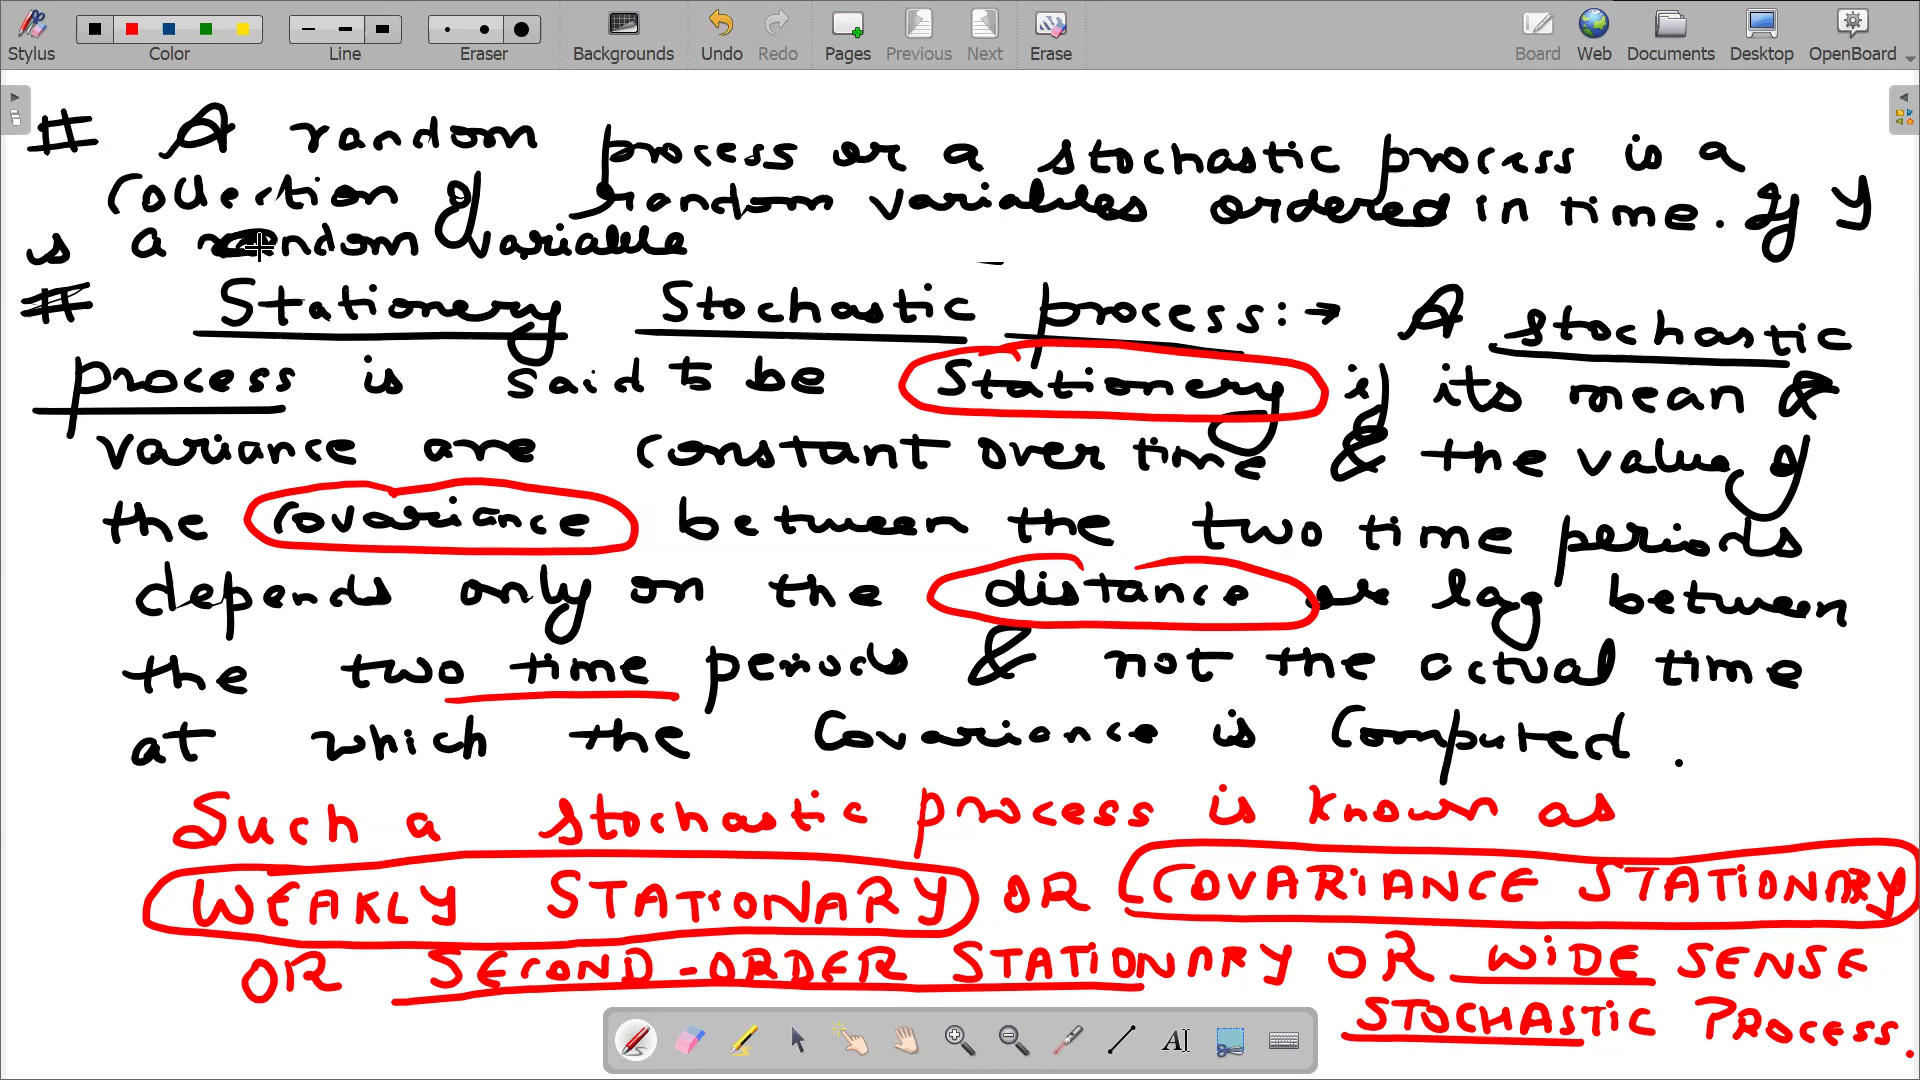 Stylus Color Line Eraser Backgrounds Undo Redo Pages Previous Next Erase Board Web Documents Desktop OpenBoard
# A random process or a stochastic process is a
collection of random variables ordered in time. If Y
is a random variable
# Stationery Stochastic process:→ A stochastic
process is said to be Stationery if its mean &
variance are constant over time & the value of
the covariance between the two time periods
depends only on the distance or lag between
the two time periods & not the actual time
at which the Covariance is Computed.
Such a stochastic process is known as
WEAKLY STATIONARY OR COVARIANCE STATIONARY
OR SECOND-ORDER STATIONARY OR WIDE SENSE
STOCHASTIC PROCESS.